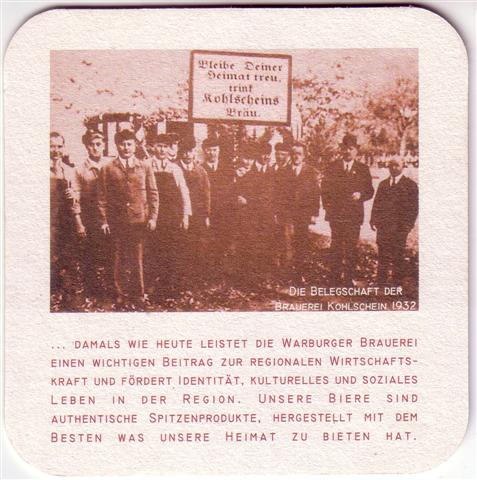 Bleibe Deiner
Heimat treu,
trink
Kohlscheins
Bräu.
Die Belegschaft der
Brauerei Kohlschein 1932
... damals wie heute leistet die Warburger Brauerei
einen wichtigen Beitrag zur regionalen Wirtschafts-
kraft und fördert Identität, kulturelles und soziales
Leben in der Region. Unsere Biere sind
authentische Spitzenprodukte, hergestellt mit dem
Besten was unsere Heimat zu bieten hat.